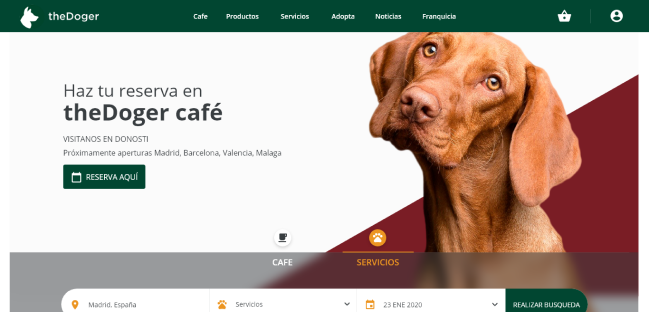 theDoger
Cafe Productos Servicios Adopta Noticias Franquicia
Haz tu reserva en
theDoger café
VISITANOS EN DONOSTI
Próximamente aperturas Madrid, Barcelona, Valencia, Malaga
RESERVA AQUÍ
CAFE SERVICIOS
Madrid, España Servicios 23 ENE 2020 REALIZAR BUSQUEDA